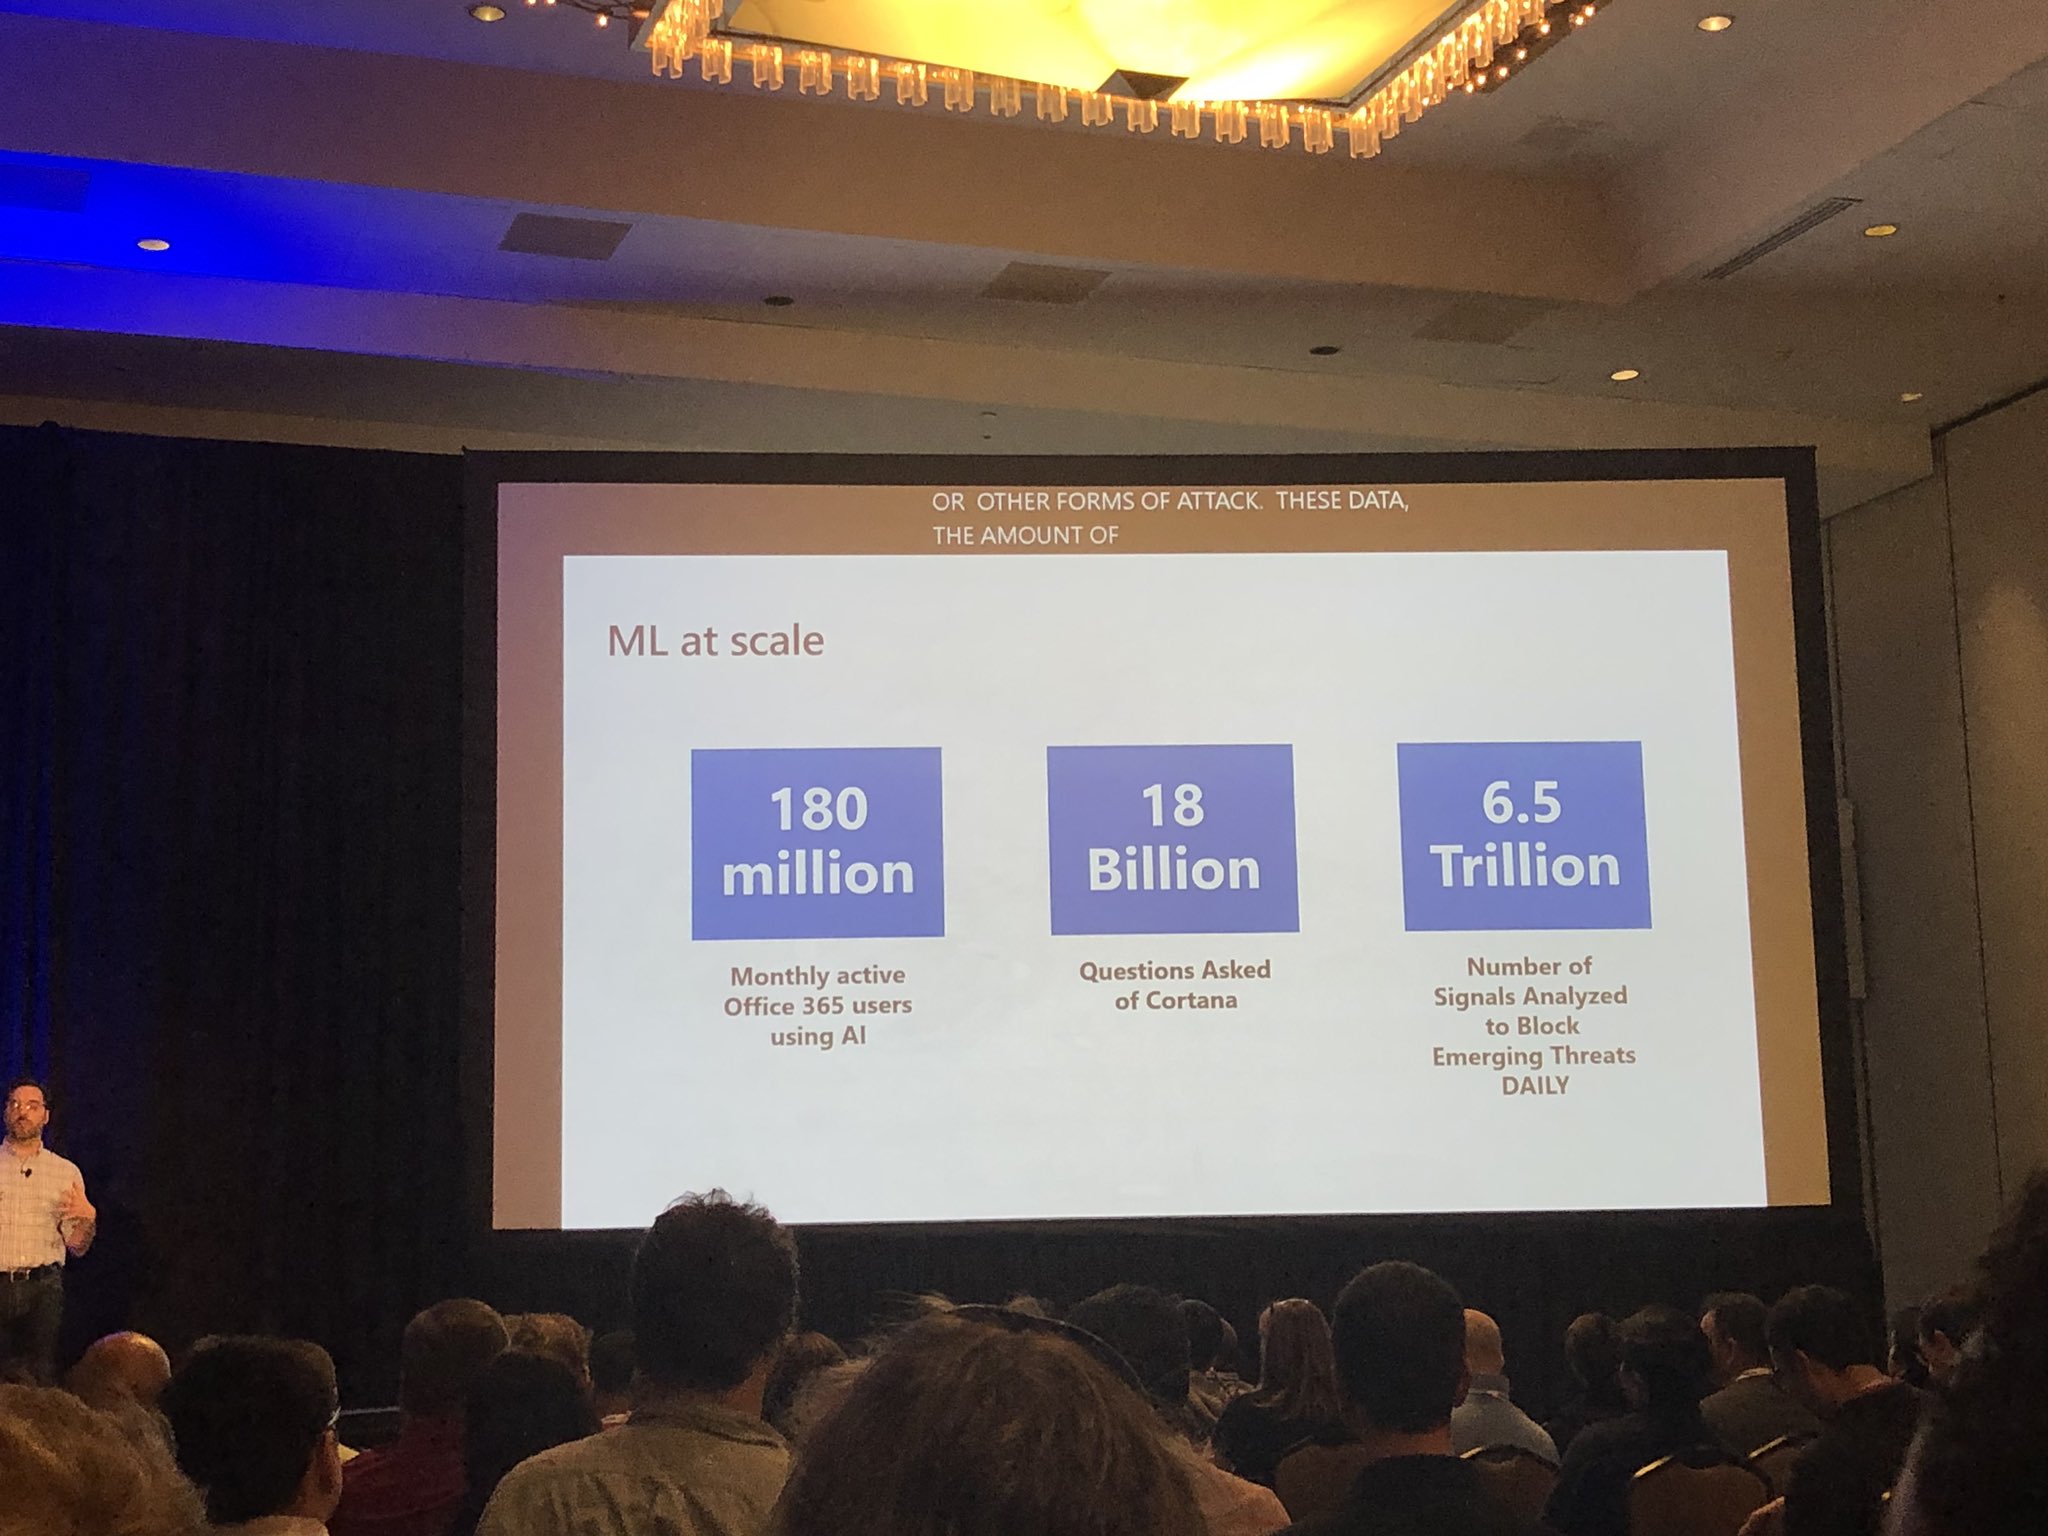 OR OTHER FORMS OF ATTACK. THESE DATA,
THE AMOUNT OF
ML at scale
180
million
Monthly active
Office 365 users
using AI
18
Billion
Questions Asked
of Cortana
6.5
Trillion
Number of
Signals Analyzed
to Block
Emerging Threats
DAILY